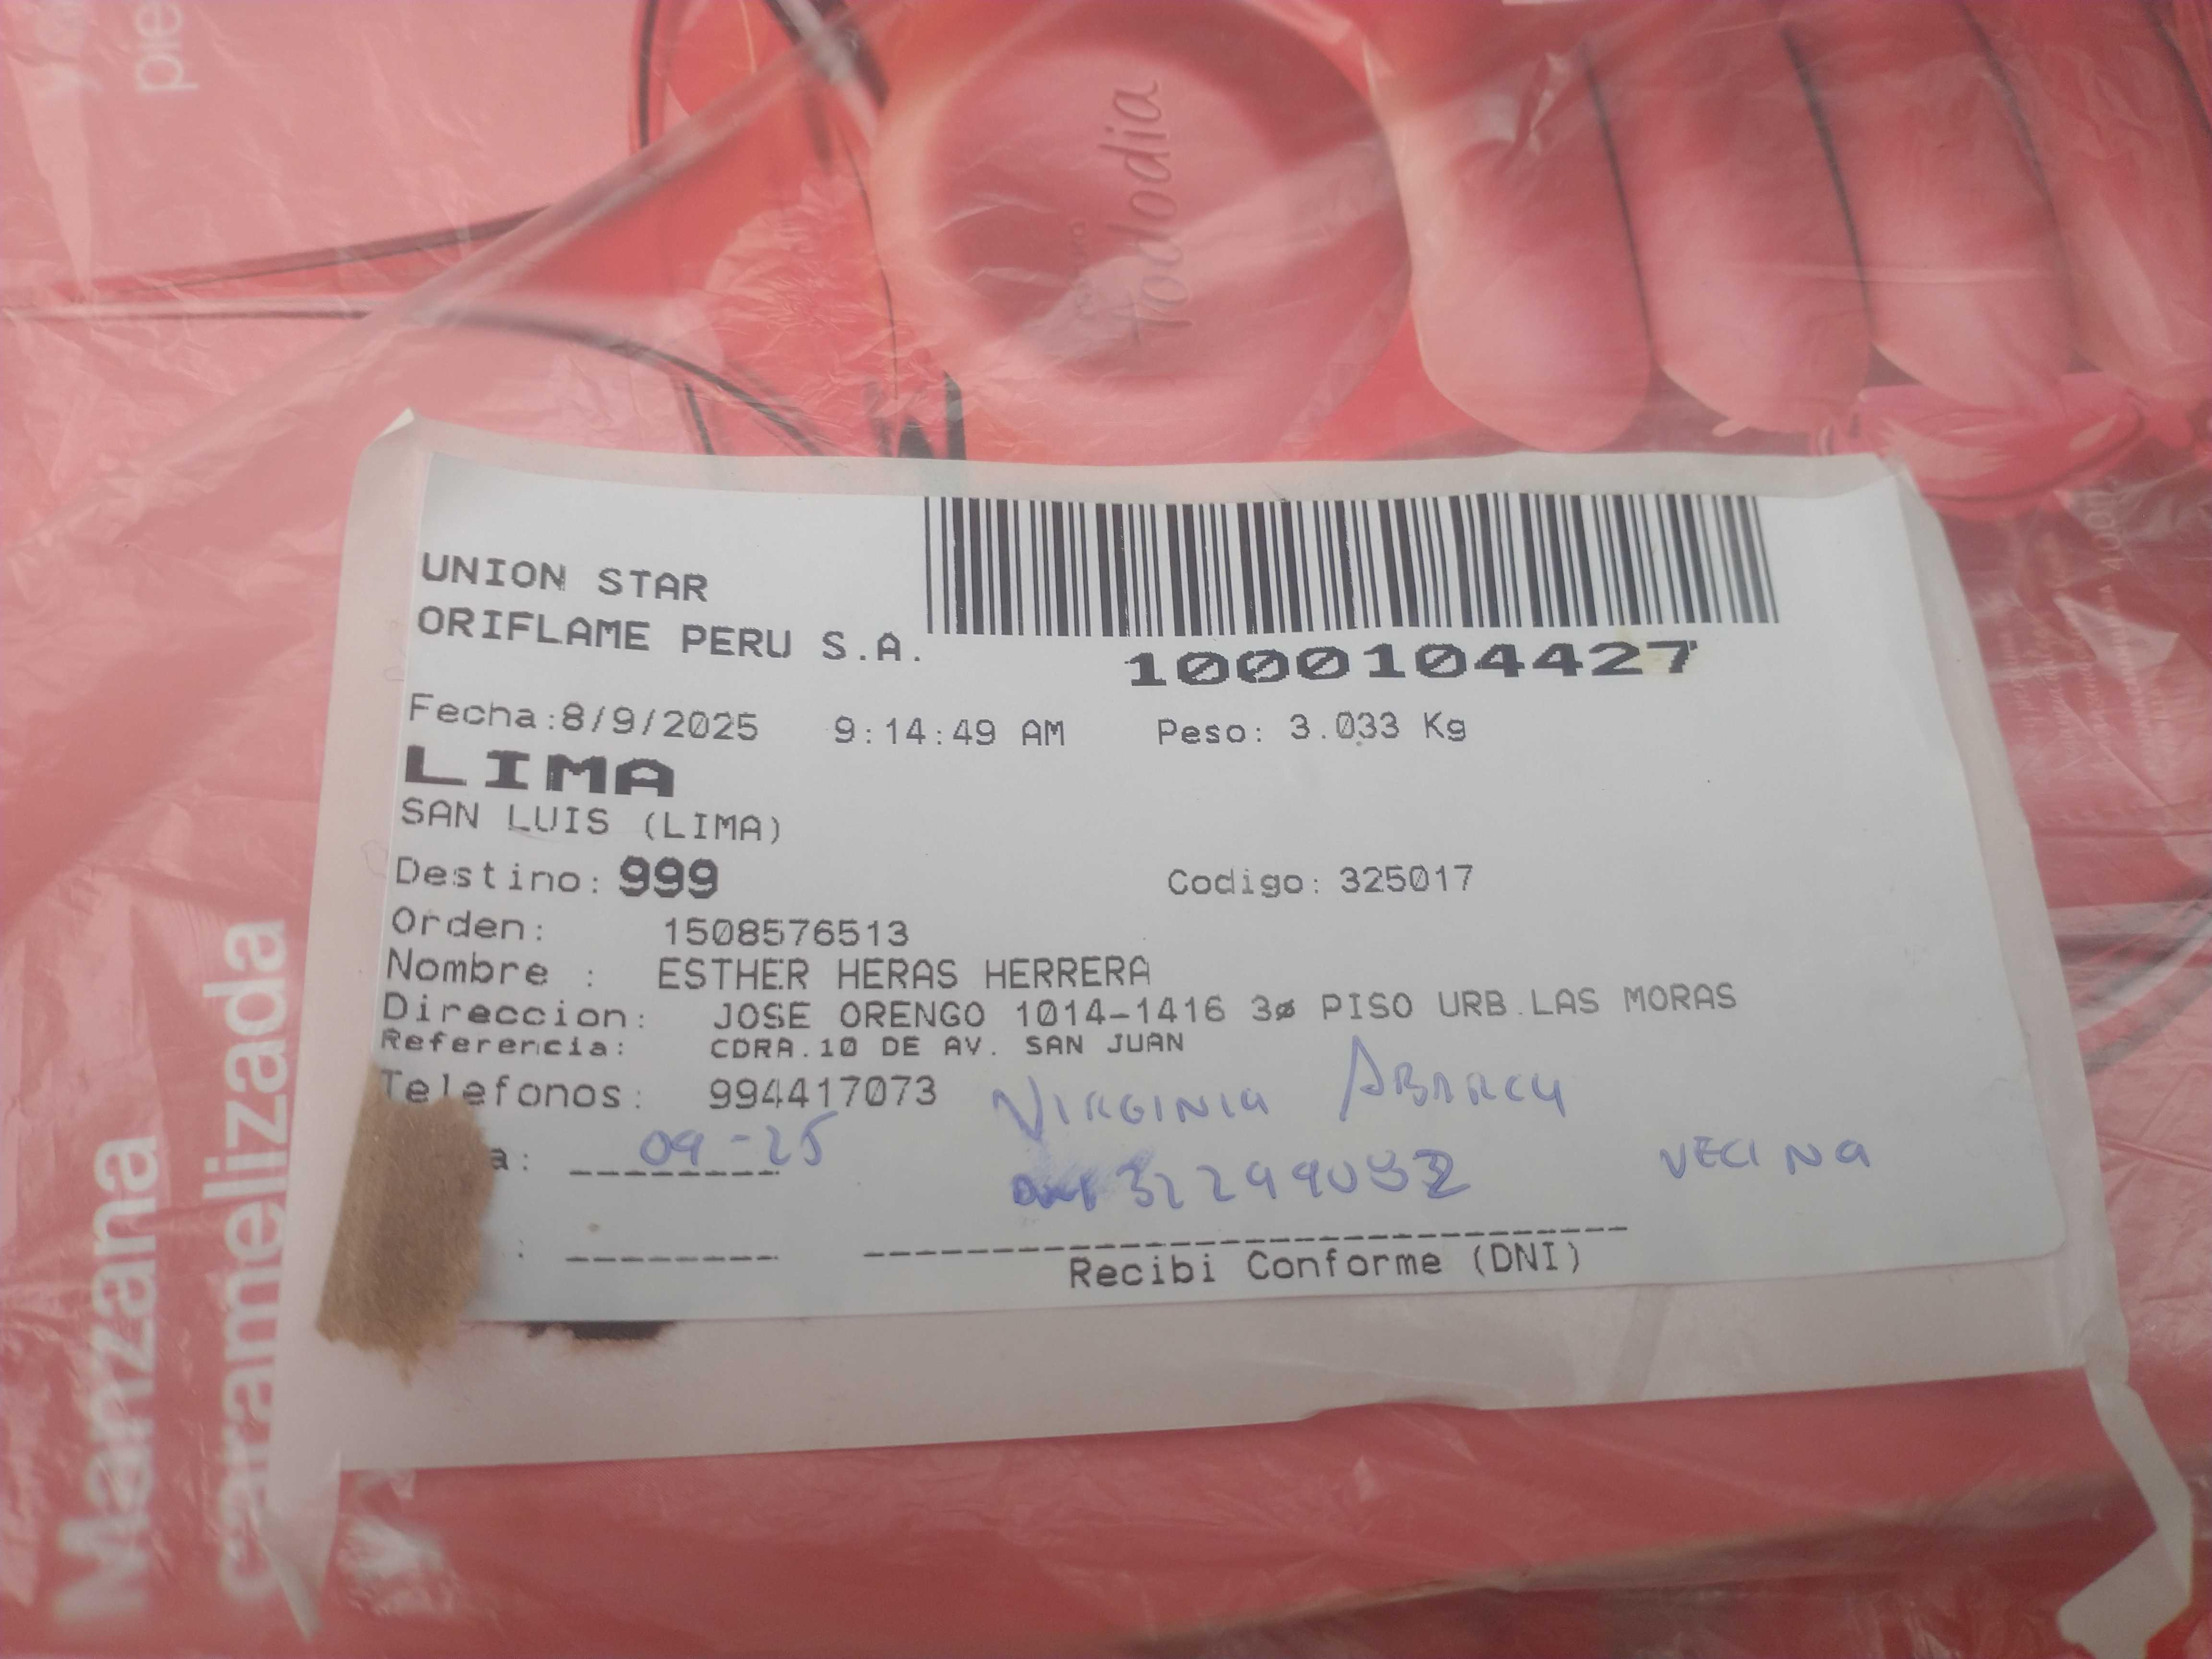 todo dia
UNION STAR
ORIFLAME PERU S.A.
1000104427
Fecha:8/9/2025 9:14:49 AM Peso: 3.033 Kg
LIMA
SAN LUIS (LIMA)
Destino: 999 Codigo: 325017
Orden: 1508576513
Nombre : ESTHER HERAS HERRERA
Direccion: JOSE ORENGO 1014-1416 3ø PISO URB.LAS MORAS
Referencia: CDRA.10 DE AV. SAN JUAN
Telefonos: 994417073
VIRGINIA ABARCA
a: 09-25
VECINA
: Recibi Conforme (DNI)
Manzana
caramelizada